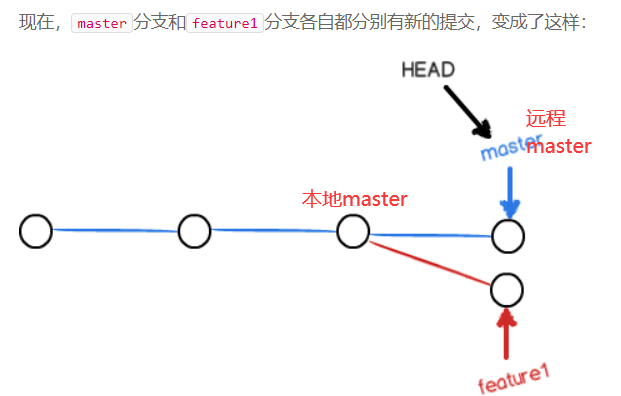 现在，master分支和feature1分支各自都分别有新的提交，变成了这样：
HEAD
远程
master
master
本地master
feature1